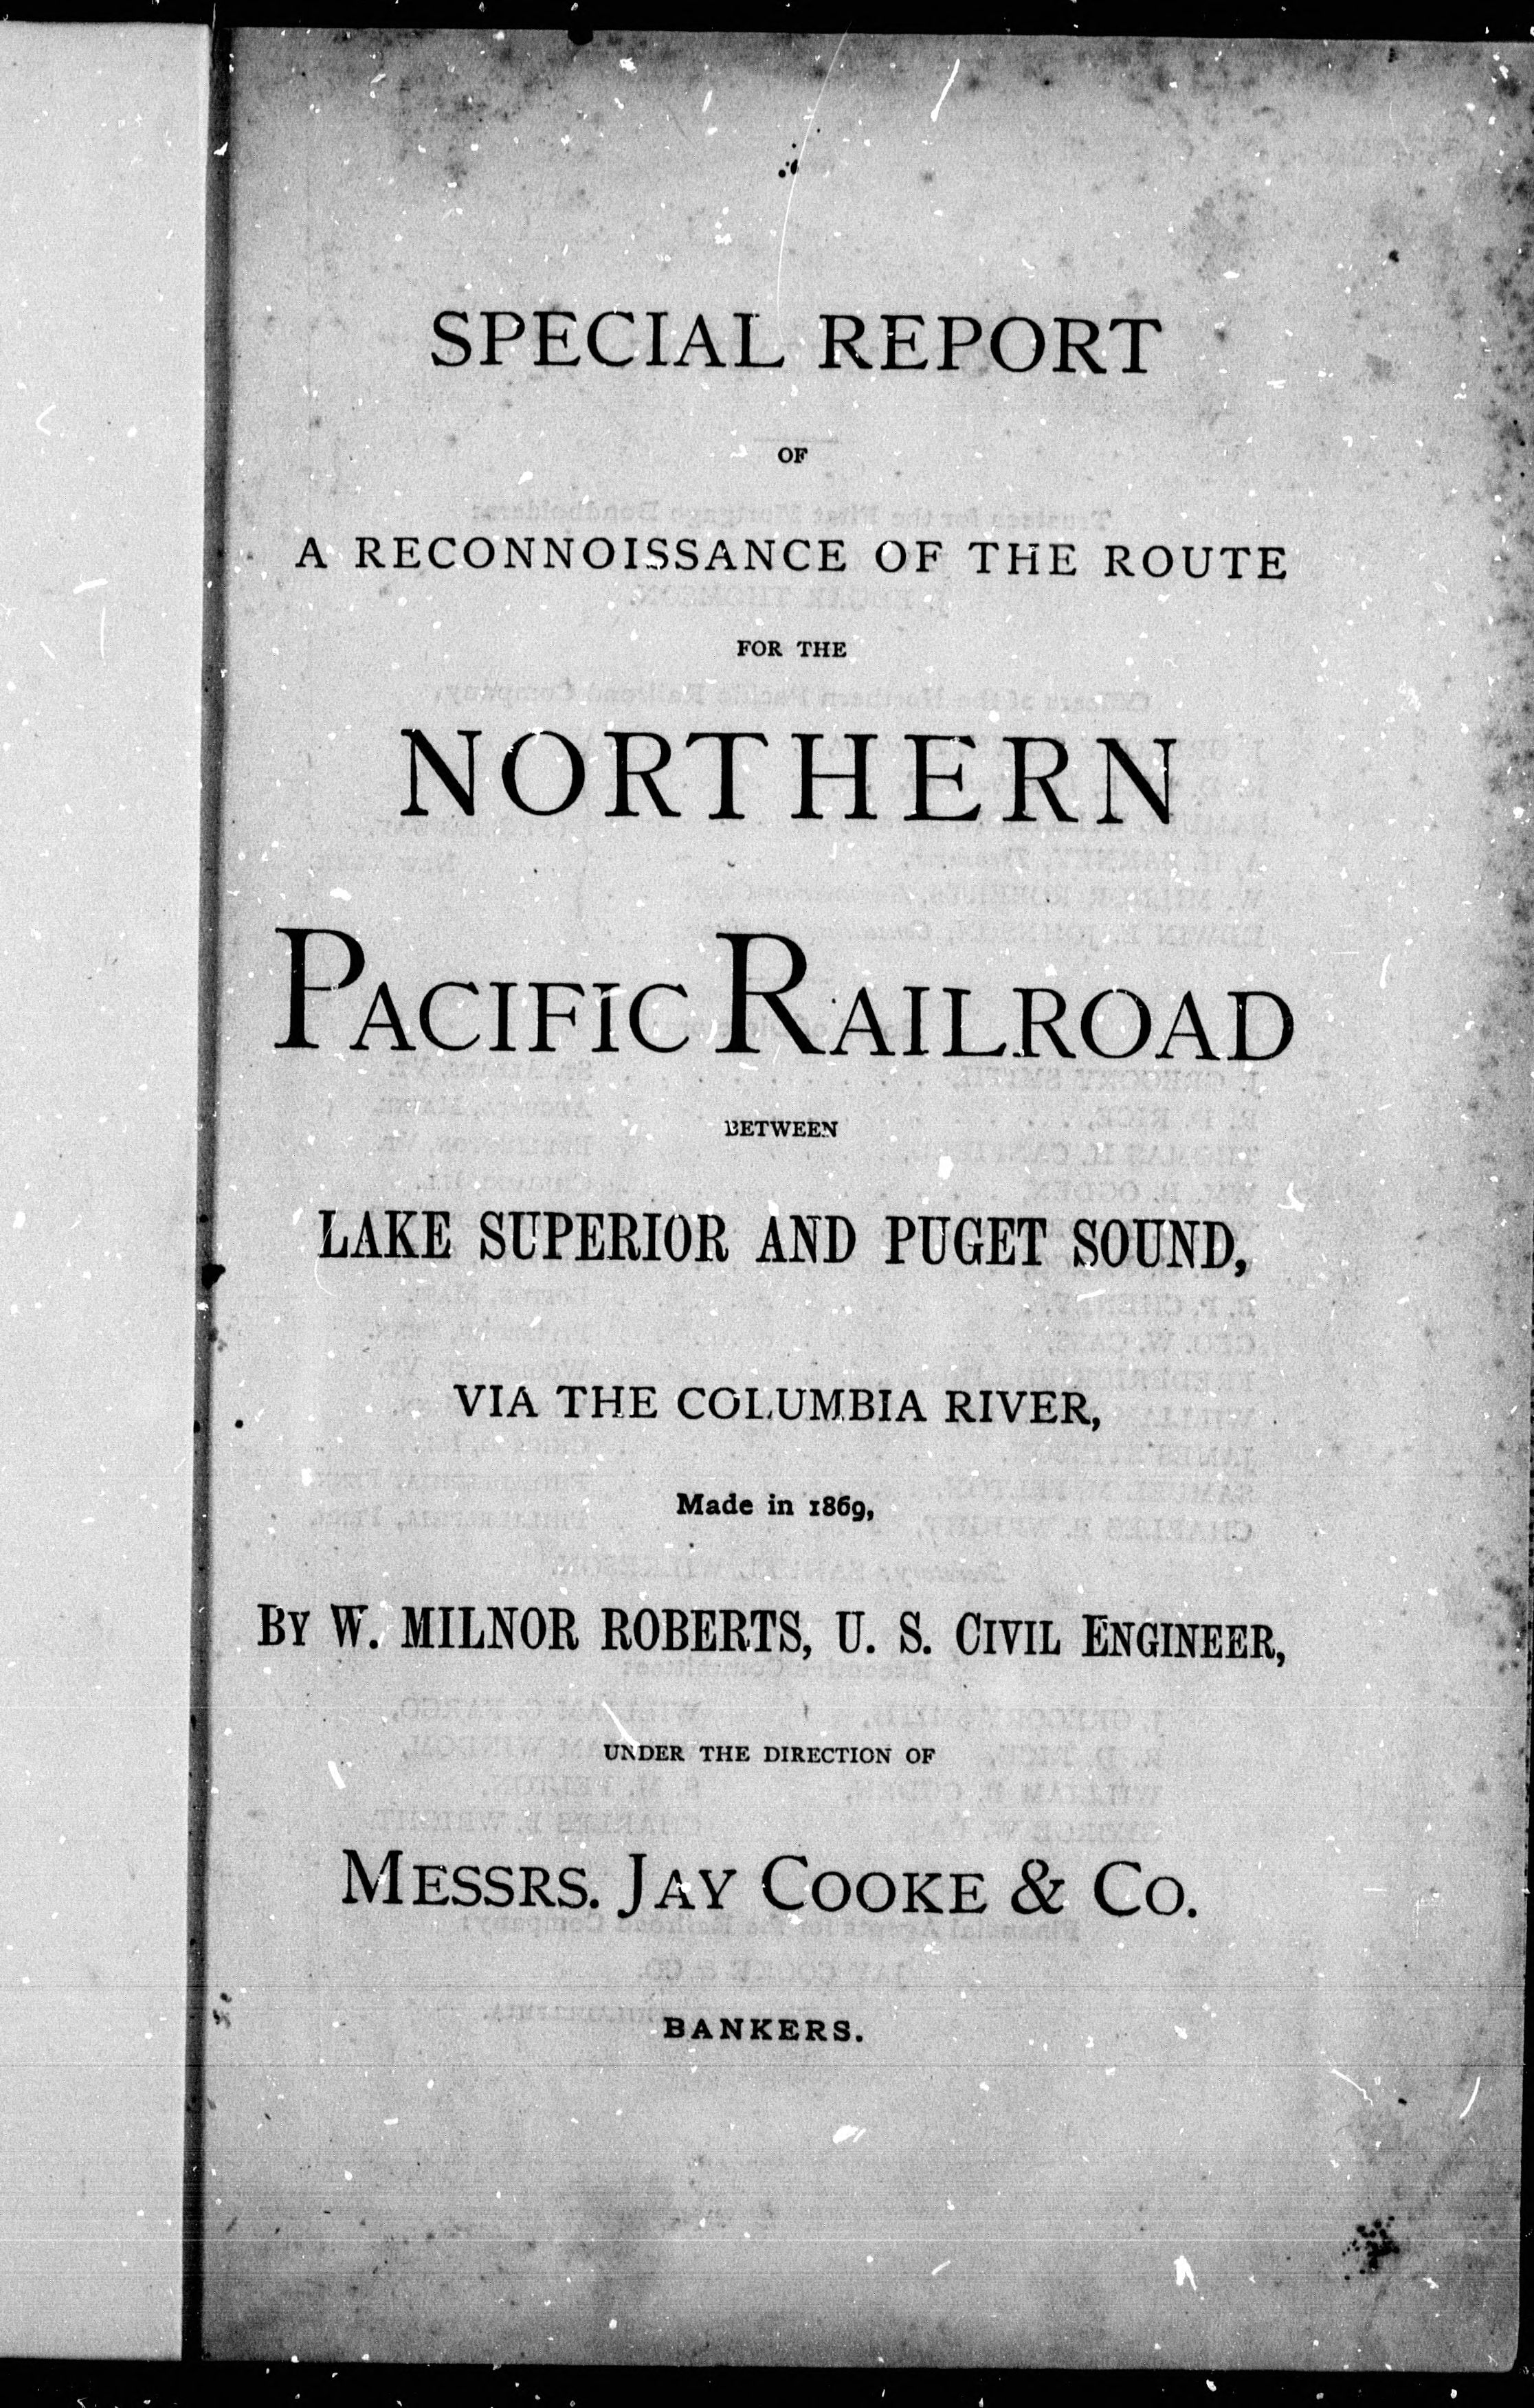 SPECIAL REPORT
OF
A RECONNOISSANCE OF THE ROUTE
FOR THE
NORTHERN
PACIFIC RAILROAD
BETWEEN
LAKE SUPERIOR AND PUGET SOUND,
VIA THE COLUMBIA RIVER,
Made in 1869,
BY W. MILNOR ROBERTS, U. S. CIVIL ENGINEER,
UNDER THE DIRECTION OF
MESSRS. JAY COOKE & CO.
BANKERS.